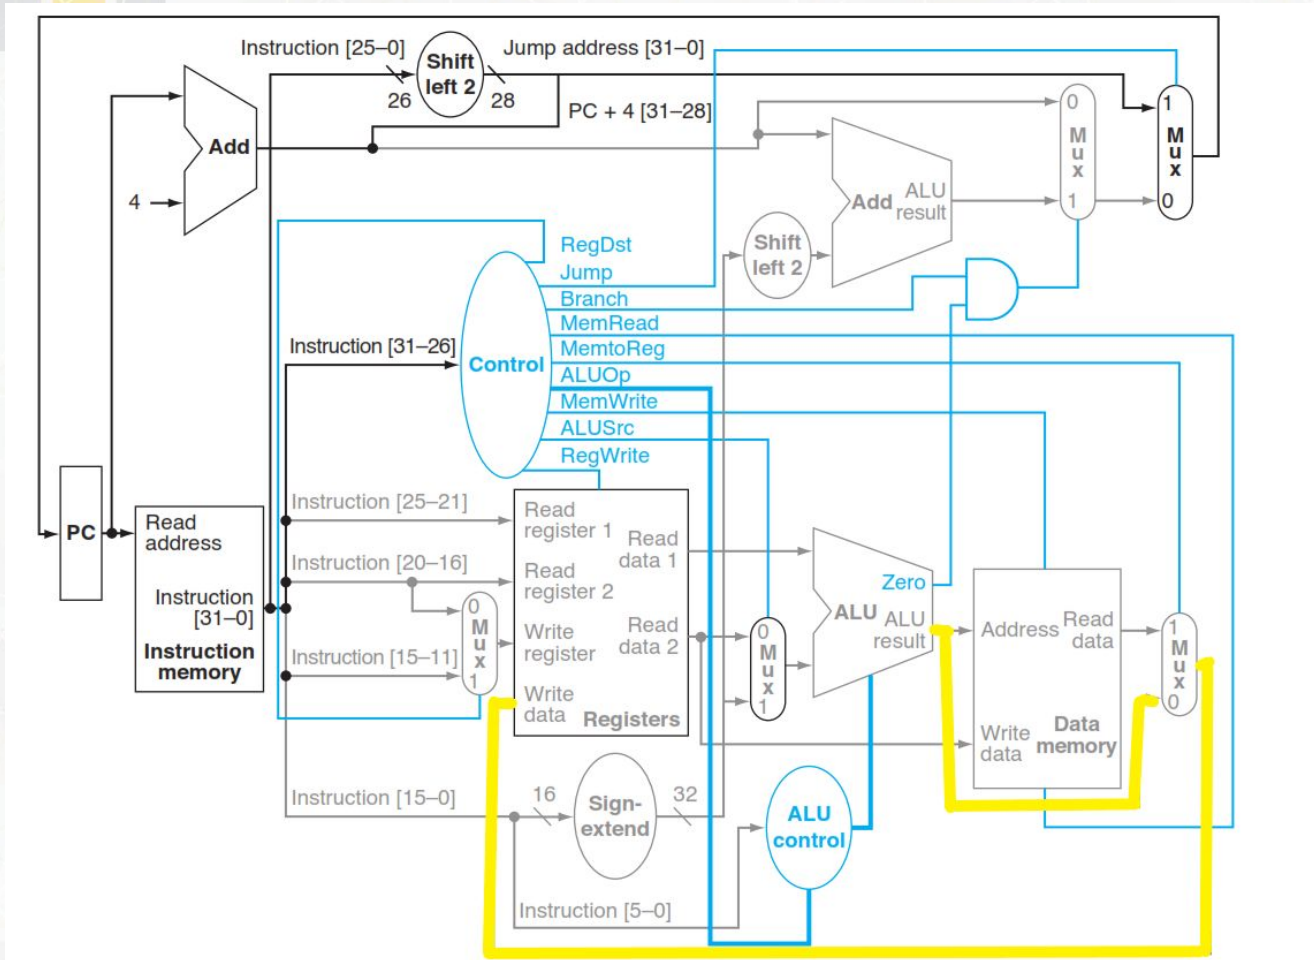 Instruction [25–0]
Shift
left 2
Jump address [31–0]
26
28
PC + 4 [31–28]
Add
4
0
M
u
x
1
1
M
u
x
0
Add
ALU
result
Shift
left 2
RegDst
Jump
Branch
MemRead
MemtoReg
ALUOp
MemWrite
ALUSrc
RegWrite
Instruction [31–26]
Control
PC
Read
address
Instruction
[31–0]
Instruction
memory
Instruction [25–21]
Instruction [20–16]
Instruction [15–11]
0
M
u
x
1
Read
register 1
Read
register 2
Write
register
Write
data
Read
data 1
Read
data 2
Registers
0
M
u
x
1
Zero
ALU
ALU
result
Address
Read
data
Write
data
Data
memory
1
M
u
x
0
Instruction [15–0]
16
Sign-
extend
32
ALU
control
Instruction [5–0]